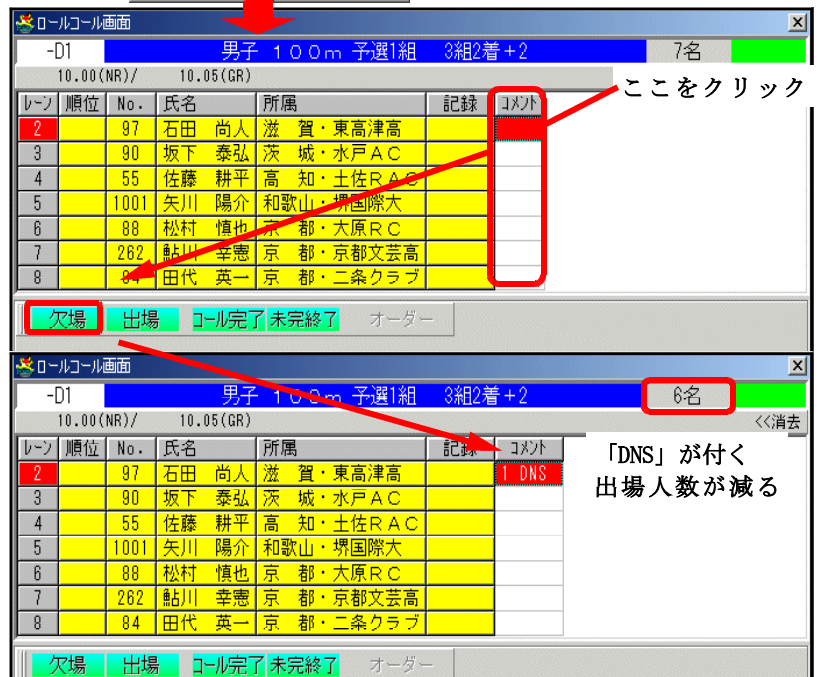 ロールコール画面
-D1 男子 １００ｍ 予選1組 3組2着+2 7名
10.00(NR)/ 10.05(GR)
ここをクリック
レーン 順位 No. 氏名 所属 記録 コメント
2 97 石田 尚人 滋 賀・東高津高
3 90 坂下 泰弘 茨 城・水戸ＡＣ
4 55 佐藤 耕平 高 知・土佐ＲＡＣ
5 1001 矢川 陽介 和歌山・堺国際大
6 88 松村 慎也 京 都・大原ＲＣ
7 262 鮎川 幸憲 京 都・京都文芸高
8 84 田代 英一 京 都・二条クラブ
欠場 出場 コール完了 未完終了 オーダー
ロールコール画面
-D1 男子 １００ｍ 予選1組 3組2着+2 6名
10.00(NR)/ 10.05(GR) <<消去
レーン 順位 No. 氏名 所属 記録 コメント
「DNS」が付く
出場人数が減る
2 97 石田 尚人 滋 賀・東高津高 1 DNS
3 90 坂下 泰弘 茨 城・水戸ＡＣ
4 55 佐藤 耕平 高 知・土佐ＲＡＣ
5 1001 矢川 陽介 和歌山・堺国際大
6 88 松村 慎也 京 都・大原ＲＣ
7 262 鮎川 幸憲 京 都・京都文芸高
8 84 田代 英一 京 都・二条クラブ
欠場 出場 コール完了 未完終了 オーダー